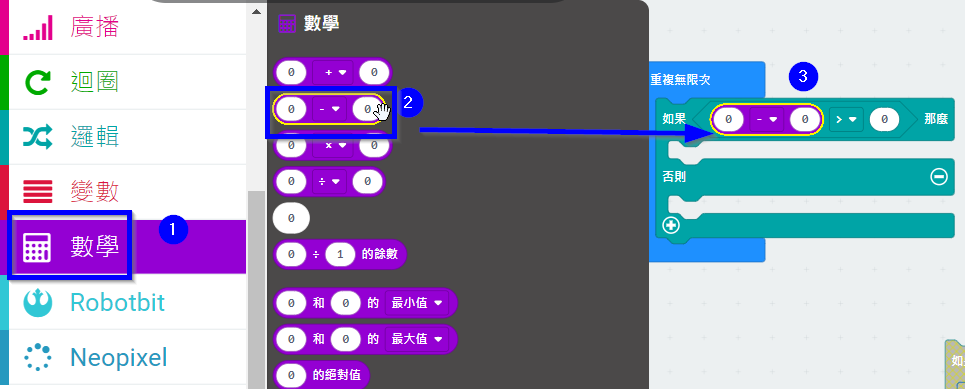 廣播
迴圈
邏輯
變數
數學
1
Robotbit
Neopixel
數學
0 + 0
0 - 0
2
0 x 0
0 ÷ 0
0
0 ÷ 1 的餘數
0 和 0 的 最小值
0 和 0 的 最大值
0 的絕對值
3
重複無限次
如果 0 - 0 > 0 那麼
否則
如